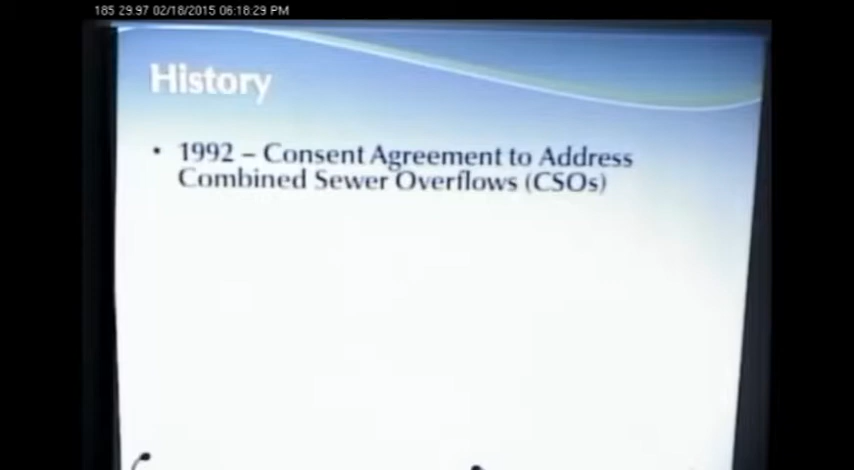 185 29.97 02/18/2015 06:18:29 PM
History
• 1992 – Consent Agreement to Address
Combined Sewer Overflows (CSOs)